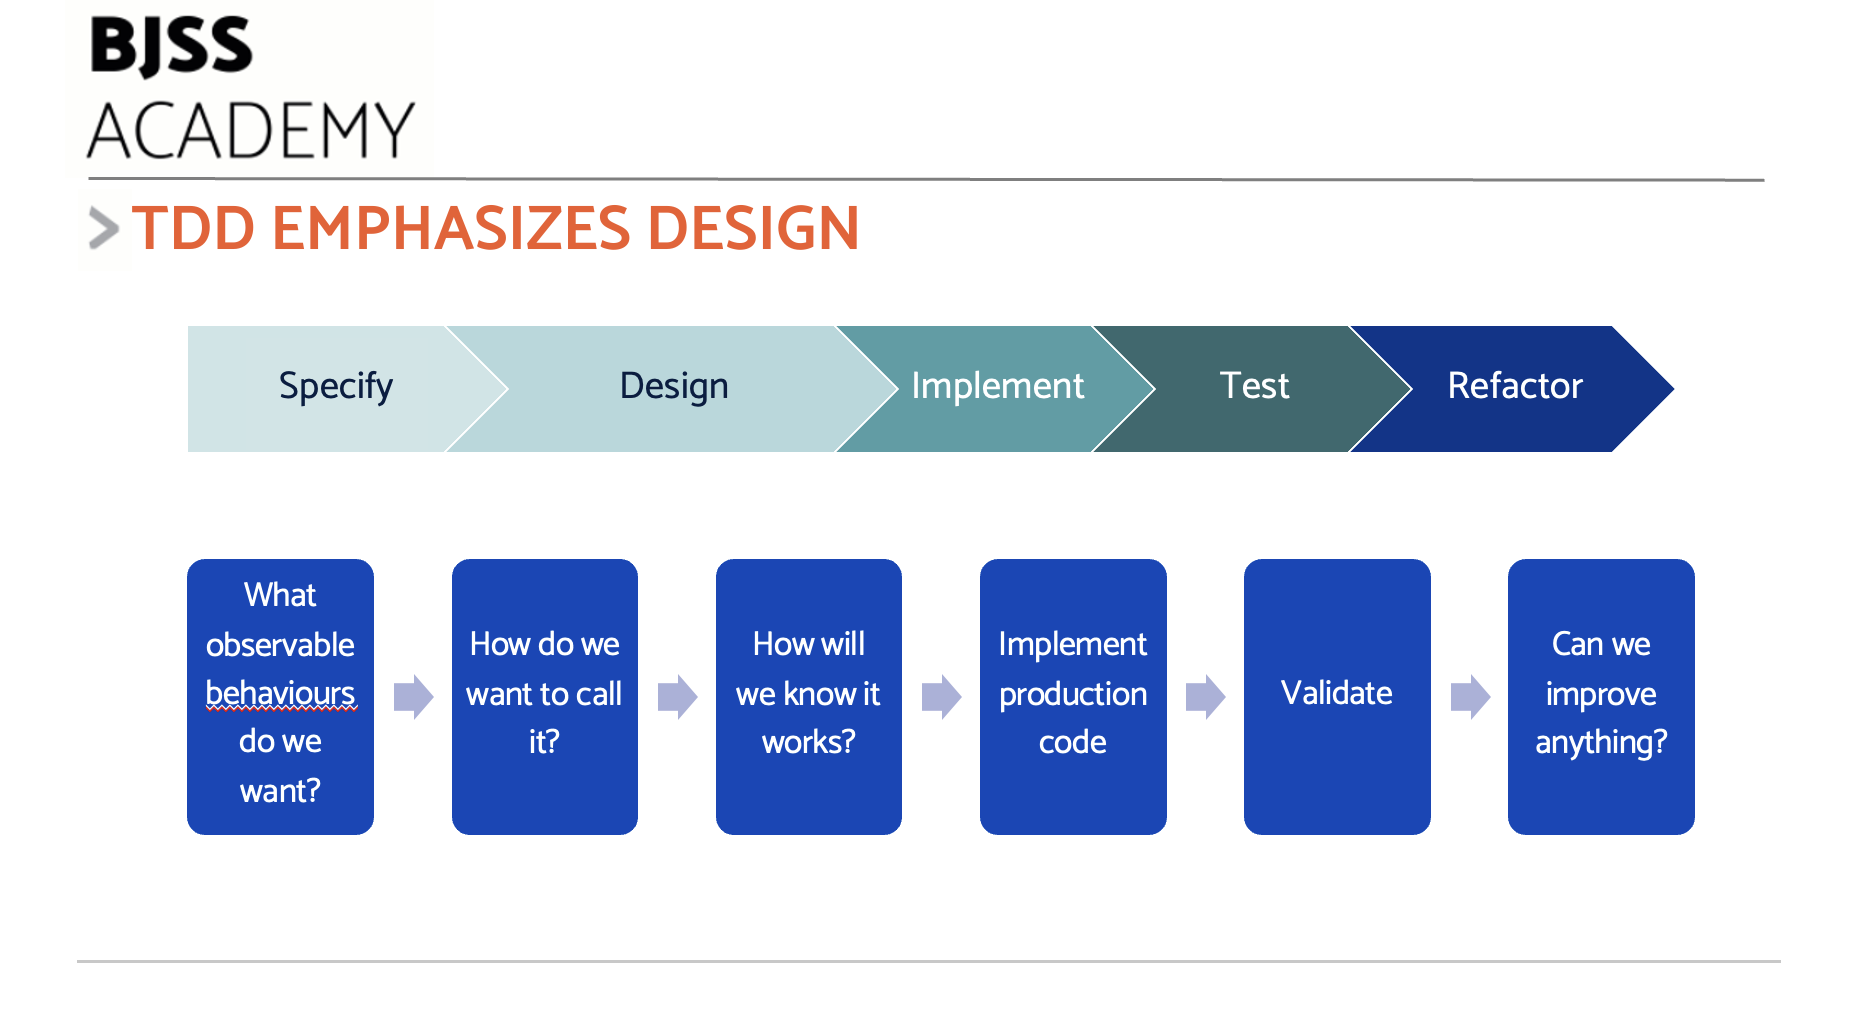 BJSS
ACADEMY
> TDD EMPHASIZES DESIGN
Specify
Design
Implement
Test
Refactor
What
observable
behaviours
do we
want?
How do we
want to call
it?
How will
we know it
works?
Implement
production
code
Validate
Can we
improve
anything?